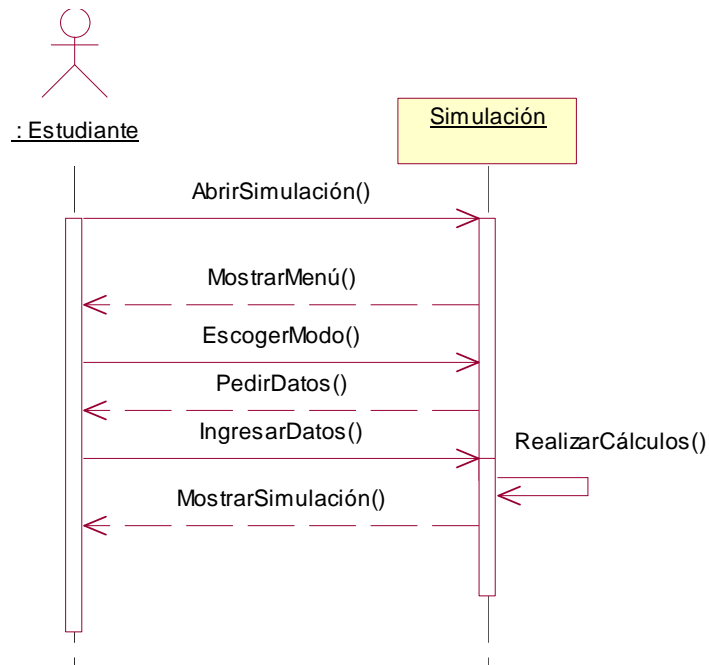 : Estudiante
Simulación
AbrirSimulación()
MostrarMenú()
EscogerModo()
PedirDatos()
IngresarDatos()
RealizarCálculos()
MostrarSimulación()